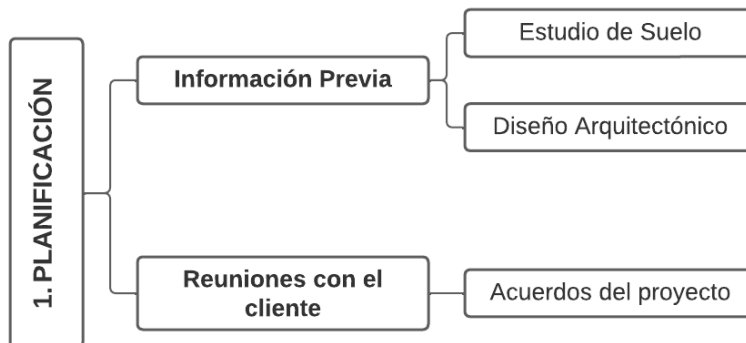 1. PLANIFICACIÓN
Información Previa
Estudio de Suelo
Diseño Arquitectónico
Reuniones con el
cliente
Acuerdos del proyecto